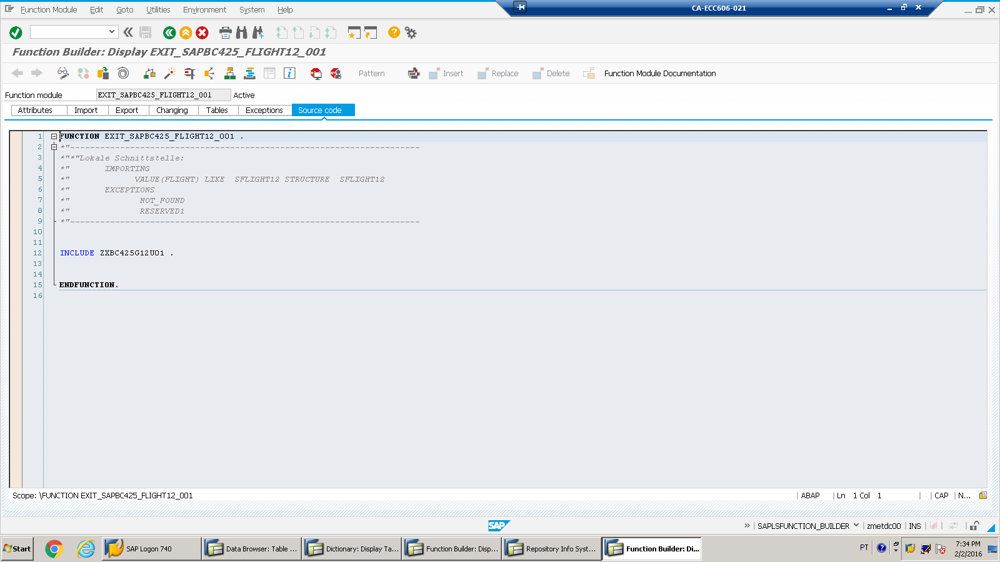 Function Module Edit Goto Utilities Environment System Help
CA-ECC606-021
Function Builder: Display EXIT_SAPBC425_FLIGHT12_001
Pattern Insert Replace Delete Function Module Documentation
Function module EXIT_SAPBC425_FLIGHT12_001 Active
Attributes Import Export Changing Tables Exceptions Source code
1 FUNCTION EXIT_SAPBC425_FLIGHT12_001 .
2 *"----------------------------------------------------------------------
3 *"*"Lokale Schnittstelle:
4 *" IMPORTING
5 *" VALUE(FLIGHT) LIKE SFLIGHT12 STRUCTURE SFLIGHT12
6 *" EXCEPTIONS
7 *" NOT_FOUND
8 *" RESERVED1
9 *"----------------------------------------------------------------------
10
11
12 INCLUDE ZXBC425G12U01 .
13
14
15 ENDFUNCTION.
16
Scope: \FUNCTION EXIT_SAPBC425_FLIGHT12_001 ABAP Ln 1 Col 1 CAP N...
SAP » SAPLSFUNCTION_BUILDER zmetdc00 INS
Start SAP Logon 740 Data Browser: Table ... Dictionary: Display Ta... Function Builder: Disp... Repository Info Syst... Function Builder: Di... PT 7:34 PM
2/2/2016